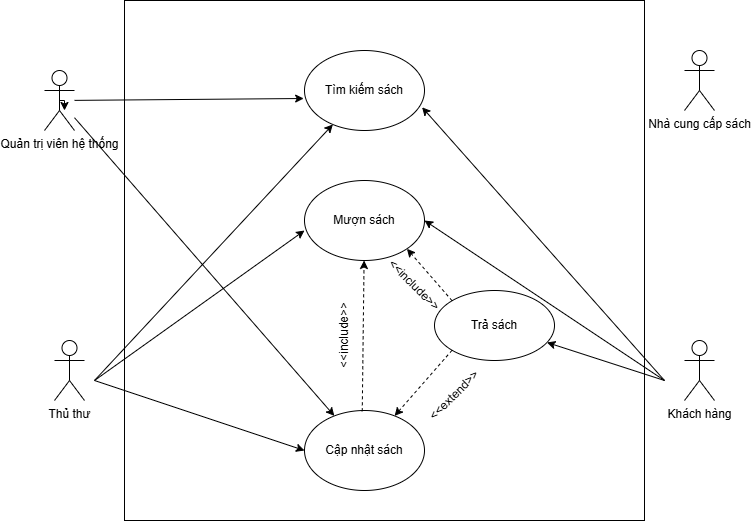 Tìm kiếm sách
Nhà cung cấp sách
Quản trị viên hệ thống
Mượn sách
<<include>>
<<include>>
Trả sách
Thủ thư
<<extend>>
Khách hàng
Cập nhật sách